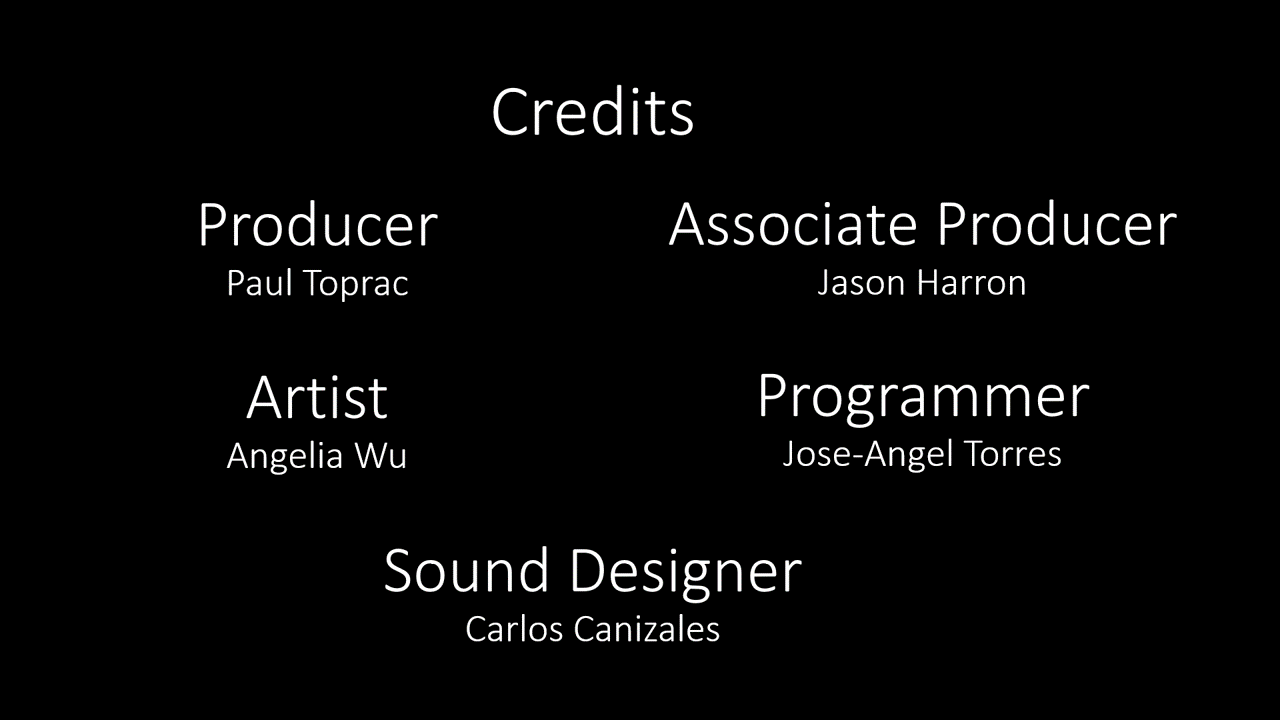 Credits
Producer
Paul Toprac
Associate Producer
Jason Harron
Artist
Angelia Wu
Programmer
Jose-Angel Torres
Sound Designer
Carlos Canizales